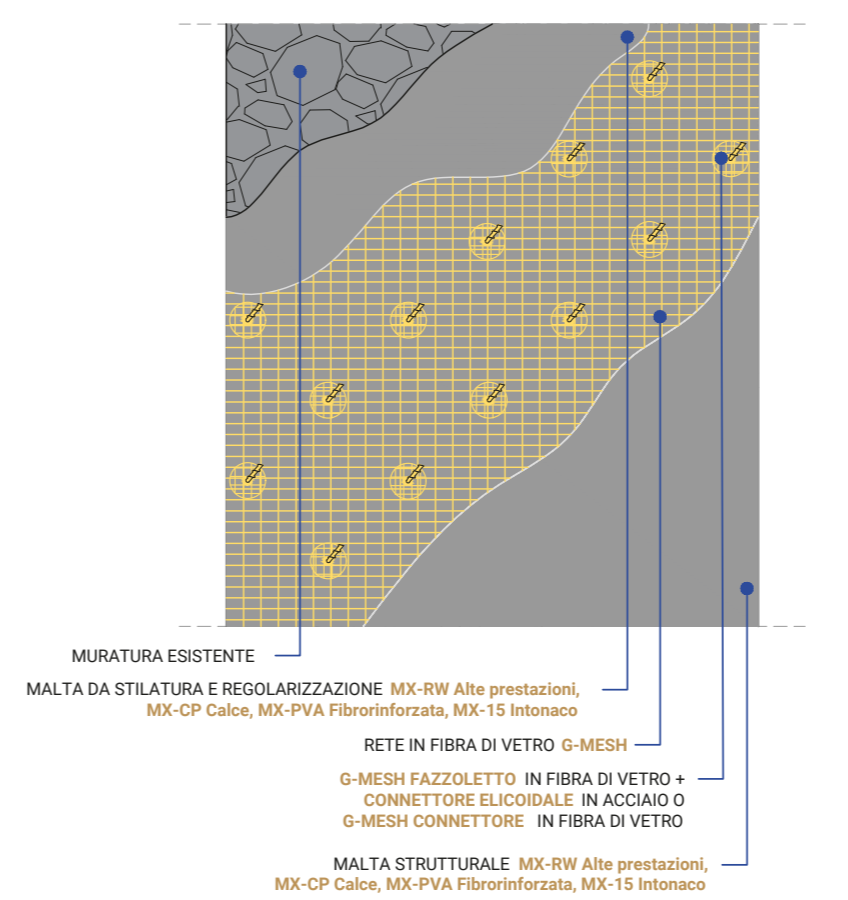 MURATURA ESISTENTE
MALTA DA STILATURA E REGOLARIZZAZIONE MX-RW Alte prestazioni,
MX-CP Calce, MX-PVA Fibrorinforzata, MX-15 Intonaco
RETE IN FIBRA DI VETRO G-MESH
G-MESH FAZZOLETTO IN FIBRA DI VETRO +
CONNETTORE ELICOIDALE IN ACCIAIO O
G-MESH CONNETTORE IN FIBRA DI VETRO
MALTA STRUTTURALE MX-RW Alte prestazioni,
MX-CP Calce, MX-PVA Fibrorinforzata, MX-15 Intonaco